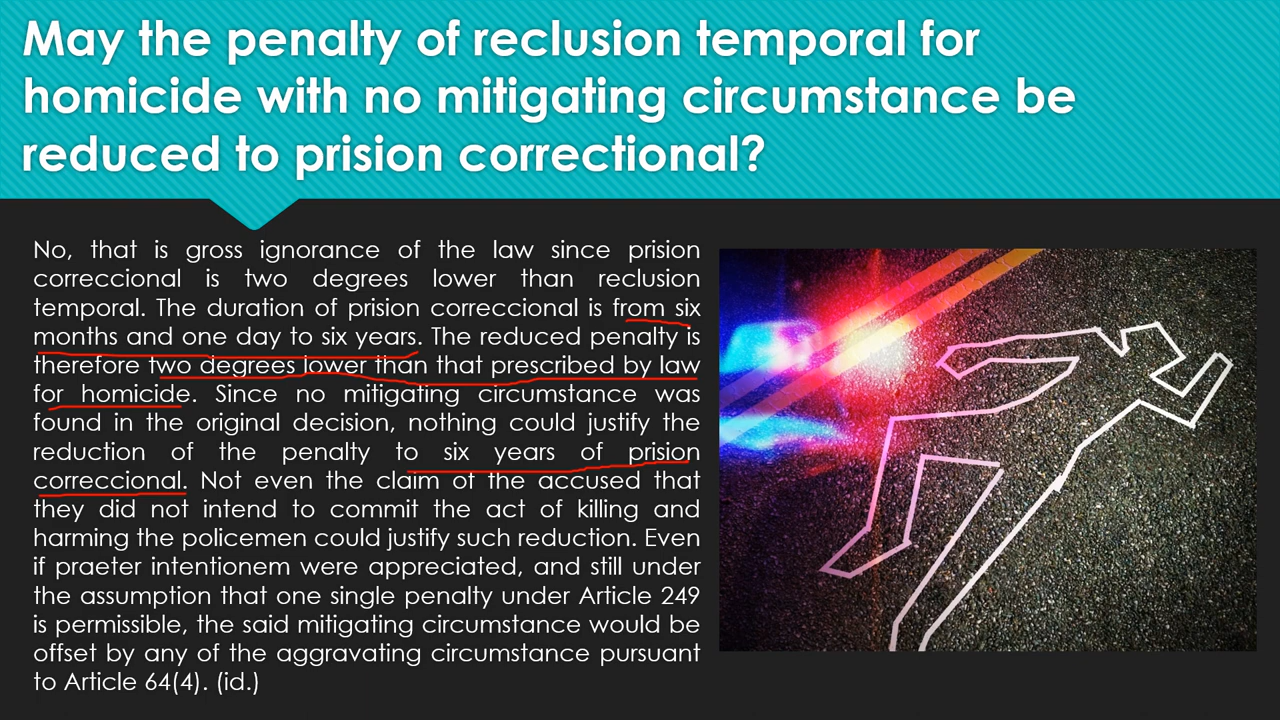 May the penalty of reclusion temporal for
homicide with no mitigating circumstance be
reduced to prision correctional?
No, that is gross ignorance of the law since prision
correccional is two degrees lower than reclusion
temporal. The duration of prision correccional is from six
months and one day to six years. The reduced penalty is
therefore two degrees lower than that prescribed by law
for homicide. Since no mitigating circumstance was
found in the original decision, nothing could justify the
reduction of the penalty to six years of prision
correccional. Not even the claim of the accused that
they did not intend to commit the act of killing and
harming the policemen could justify such reduction. Even
if praeter intentionem were appreciated, and still under
the assumption that one single penalty under Article 249
is permissible, the said mitigating circumstance would be
offset by any of the aggravating circumstance pursuant
to Article 64(4). (id.)